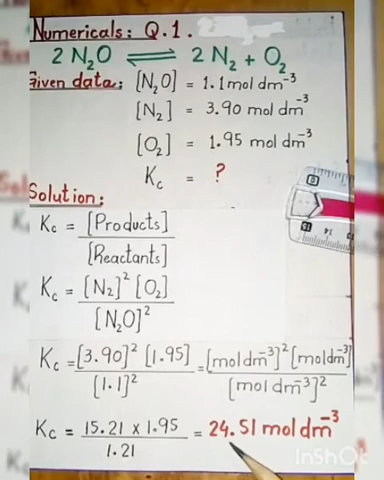 Numericals: Q.1.
2 N₂O ⇌ 2 N₂ + O₂
Given data: [N₂O] = 1.1 mol dm⁻³
[N₂] = 3.90 mol dm⁻³
[O₂] = 1.95 mol dm⁻³
Kc = ?
Solution:
Kc = [Products]
[Reactants]
Kc = [N₂]² [O₂]
[N₂O]²
Kc = [3.90]² [1.95] = [mol dm⁻³]² [mol dm⁻³]
[1.1]² [mol dm⁻³]²
Kc = 15.21 x 1.95 = 24.51 mol dm⁻³
1.21
InShOt